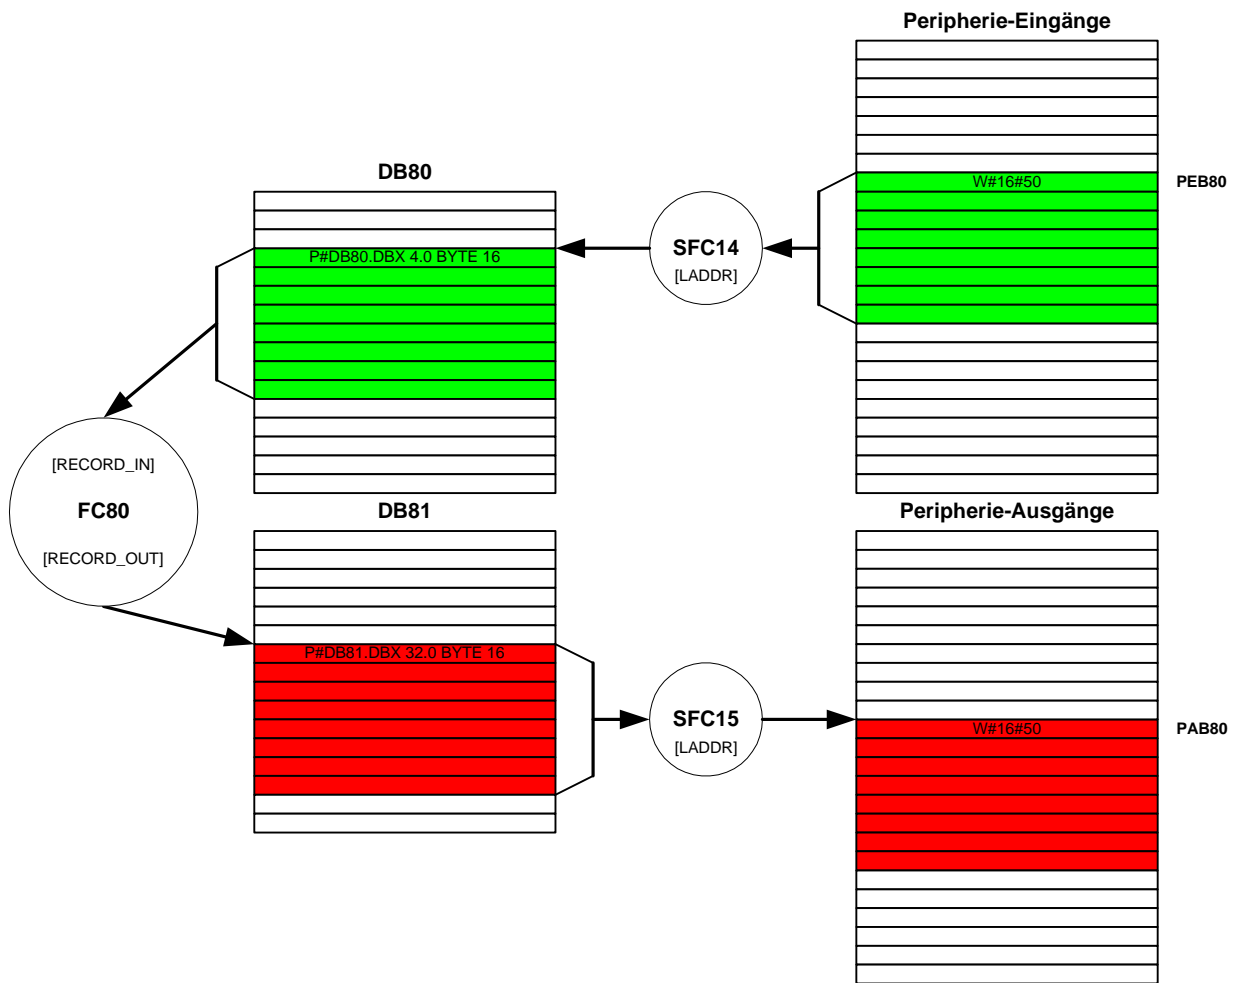 Peripherie-Eingänge
W#16#50
PEB80
DB80
P#DB80.DBX 4.0 BYTE 16
SFC14
[LADDR]
[RECORD_IN]
FC80
[RECORD_OUT]
DB81
P#DB81.DBX 32.0 BYTE 16
SFC15
[LADDR]
Peripherie-Ausgänge
W#16#50
PAB80